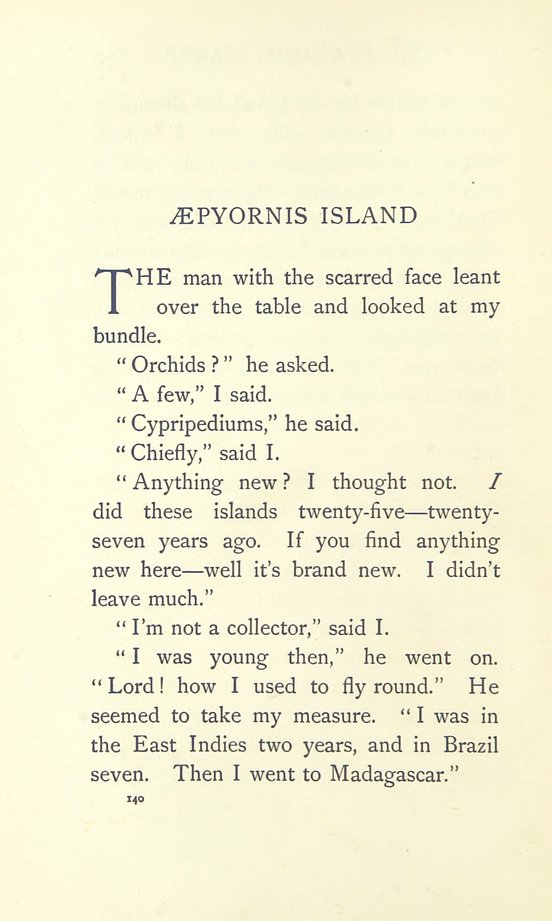 ÆPYORNIS ISLAND
THE man with the scarred face leant
over the table and looked at my
bundle.
"Orchids?" he asked.
"A few," I said.
"Cypripediums," he said.
"Chiefly," said I.
"Anything new? I thought not. I
did these islands twenty-five—twenty-
seven years ago. If you find anything
new here—well it's brand new. I didn't
leave much."
"I'm not a collector," said I.
"I was young then," he went on.
"Lord! how I used to fly round." He
seemed to take my measure. "I was in
the East Indies two years, and in Brazil
seven. Then I went to Madagascar."
140